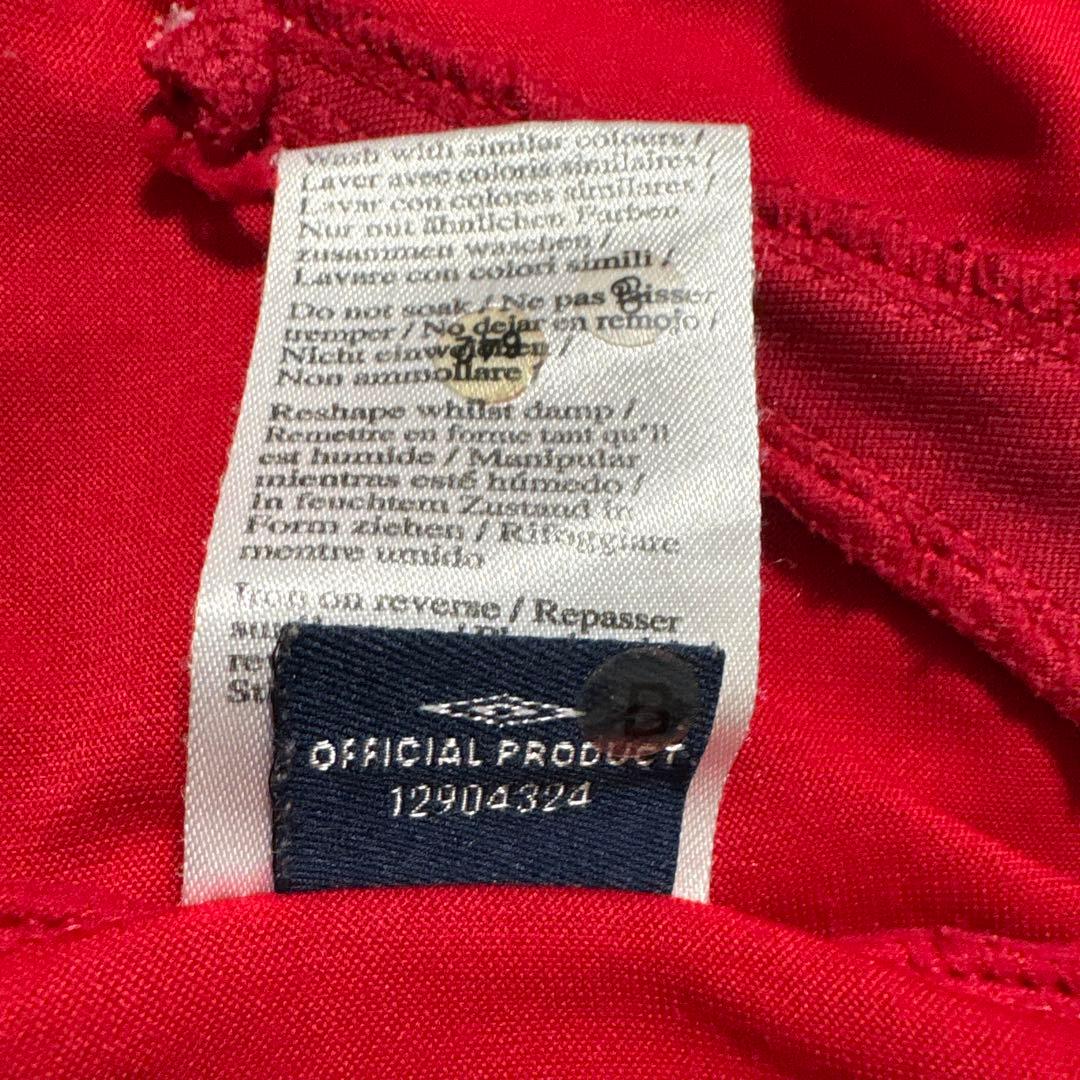 Wash with similar colours /
Laver avec coloris similaires /
Lavar con colores similares /
Nur mit ähnlichen Farben
zusammen waschen /
Lavare con colori simili /
Do not soak / Ne pas laisser
tremper / No dejar en remojo /
Nicht einweichen /
Non ammollare
Reshape whilst damp /
Remettre en forme tant qu'il
est humide / Manipular
mientras esté húmedo /
In feuchtem Zustand in
Form ziehen / Rifoggiare
mentre umido
Iron on reverse / Repasser
OFFICIAL PRODUCT
12904324
B